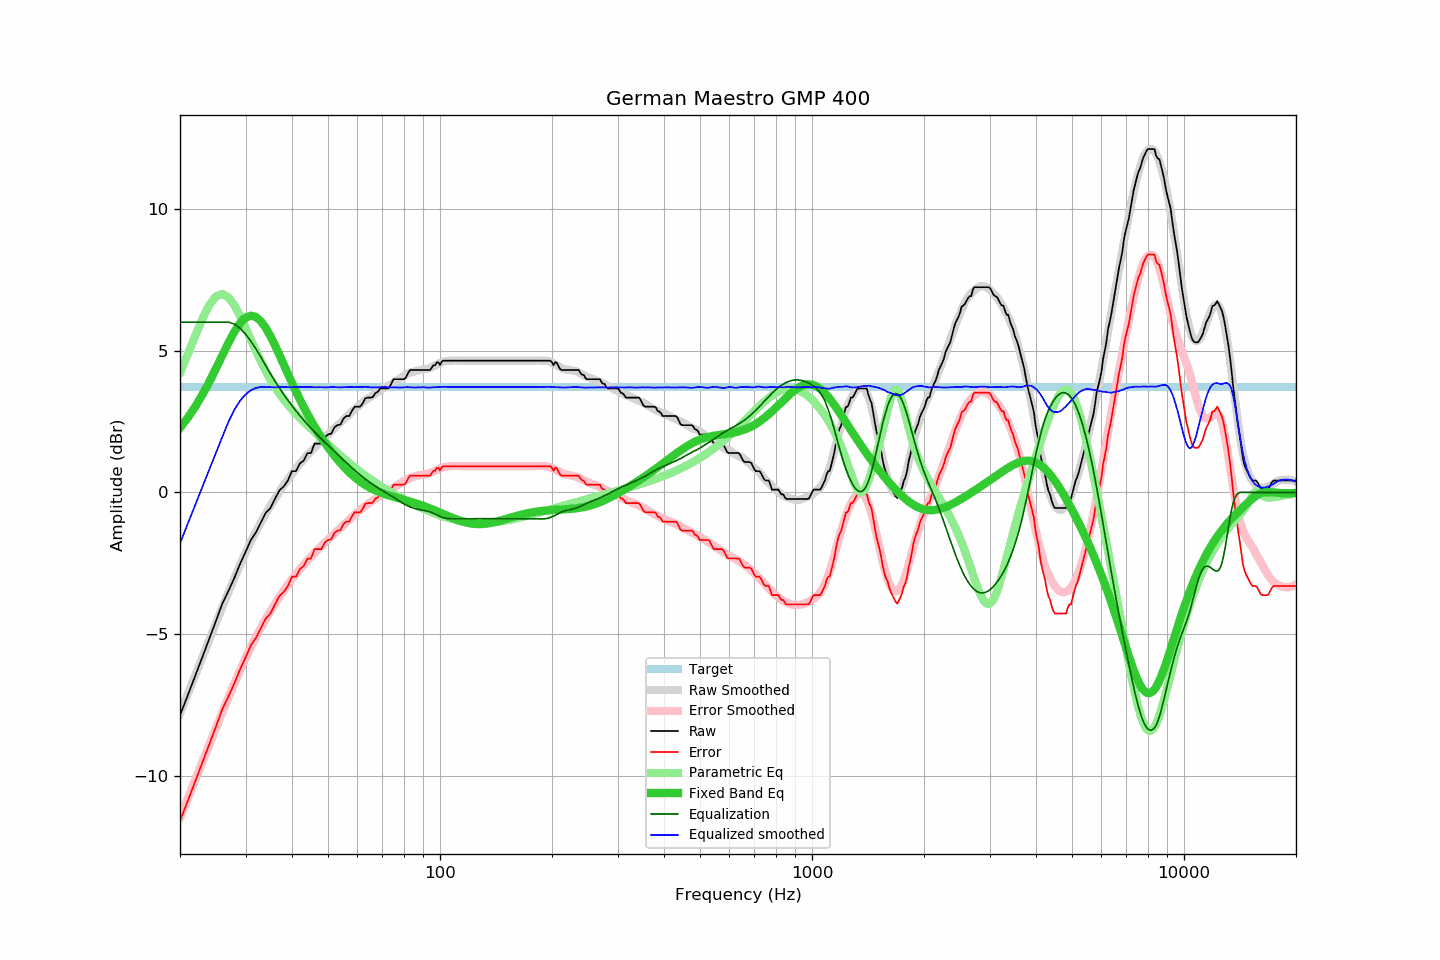 German Maestro GMP 400
Amplitude (dBr)
10
5
0
−5
−10
Target
Raw Smoothed
Error Smoothed
Raw
Error
Parametric Eq
Fixed Band Eq
Equalization
Equalized smoothed
100
1000
10000
Frequency (Hz)